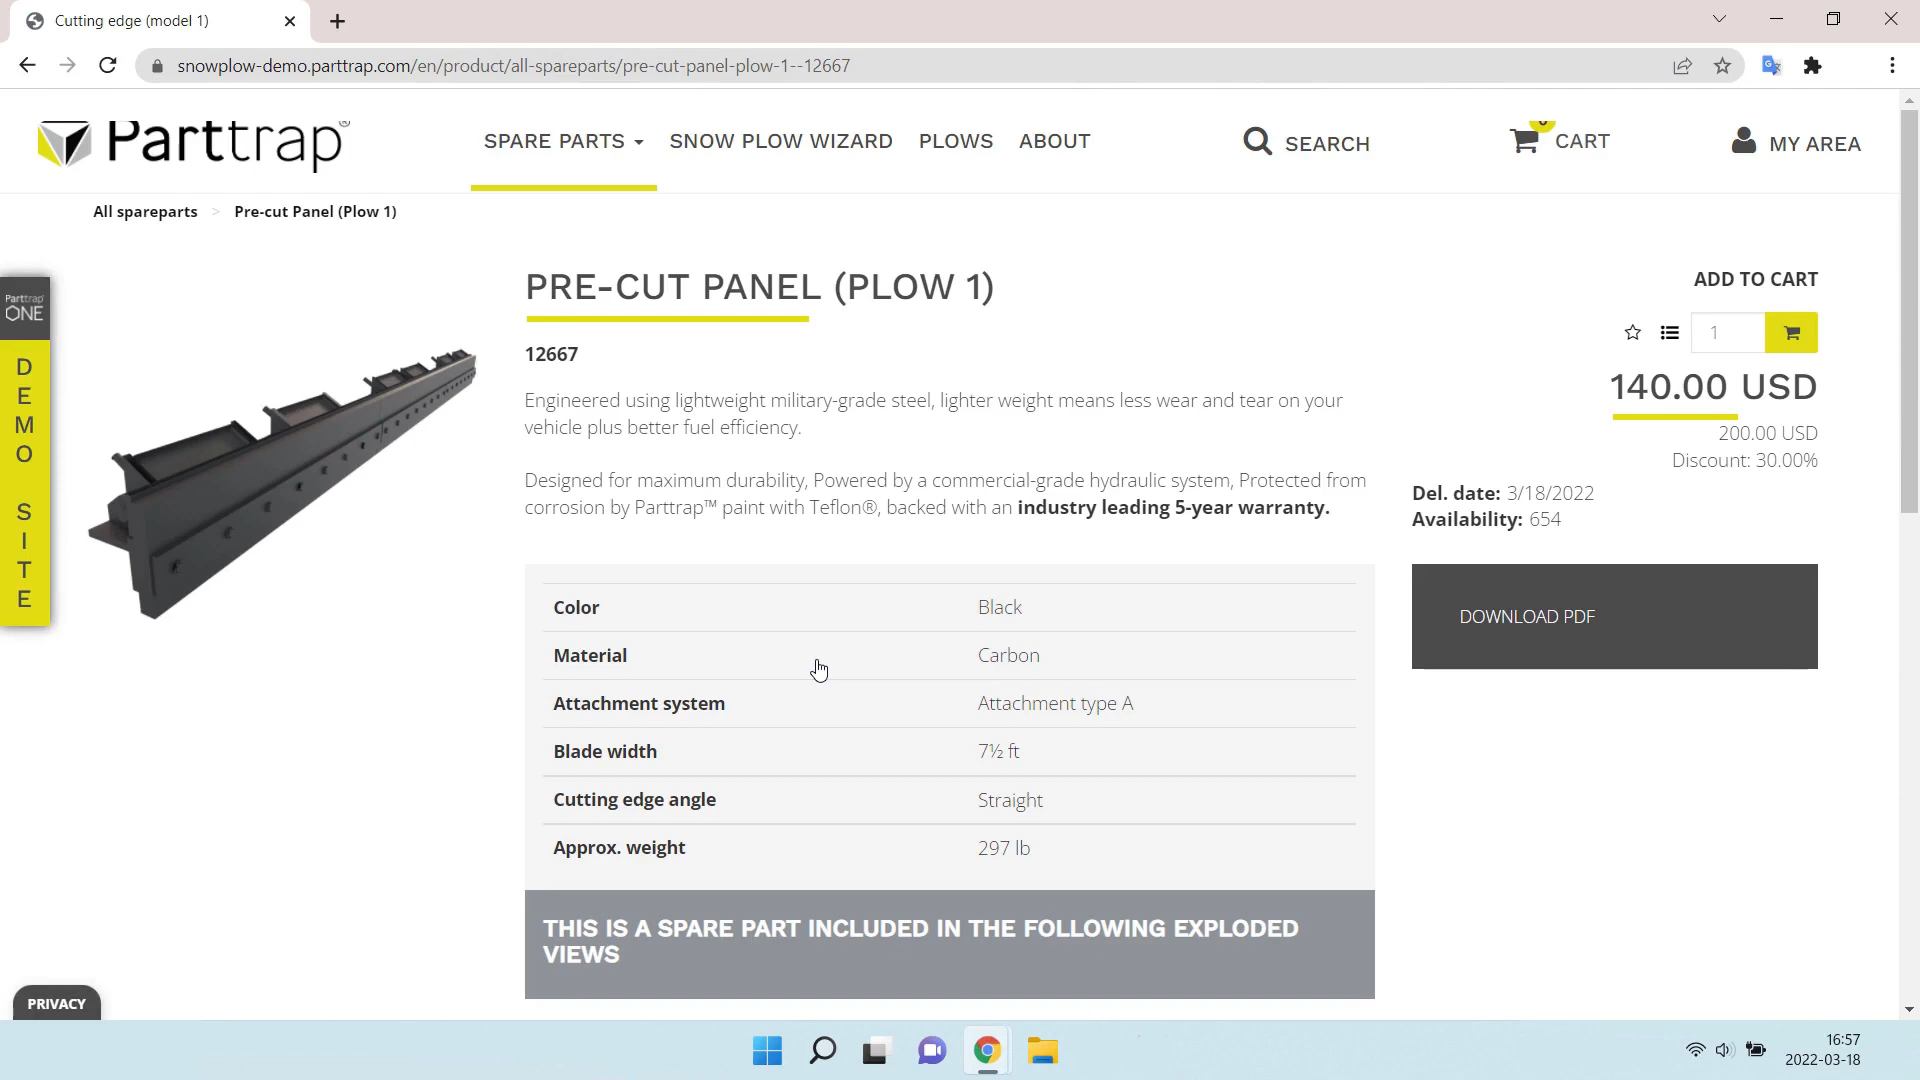 Cutting edge (model 1)
snowplow-demo.parttrap.com/en/product/all-spareparts/pre-cut-panel-plow-1--12667
Parttrap®
SPARE PARTS
SNOW PLOW WIZARD
PLOWS
ABOUT
SEARCH
CART
MY AREA
All spareparts > Pre-cut Panel (Plow 1)
Parttrap
ONE
DEMO SITE
PRE-CUT PANEL (PLOW 1)
12667
Engineered using lightweight military-grade steel, lighter weight means less wear and tear on your
vehicle plus better fuel efficiency.
Designed for maximum durability, Powered by a commercial-grade hydraulic system, Protected from
corrosion by Parttrap™ paint with Teflon®, backed with an industry leading 5-year warranty.
ADD TO CART
1
140.00 USD
200.00 USD
Discount: 30.00%
Del. date: 3/18/2022
Availability: 654
DOWNLOAD PDF
Color Black
Material Carbon
Attachment system Attachment type A
Blade width 7½ ft
Cutting edge angle Straight
Approx. weight 297 lb
THIS IS A SPARE PART INCLUDED IN THE FOLLOWING EXPLODED
VIEWS
PRIVACY
16:57
2022-03-18